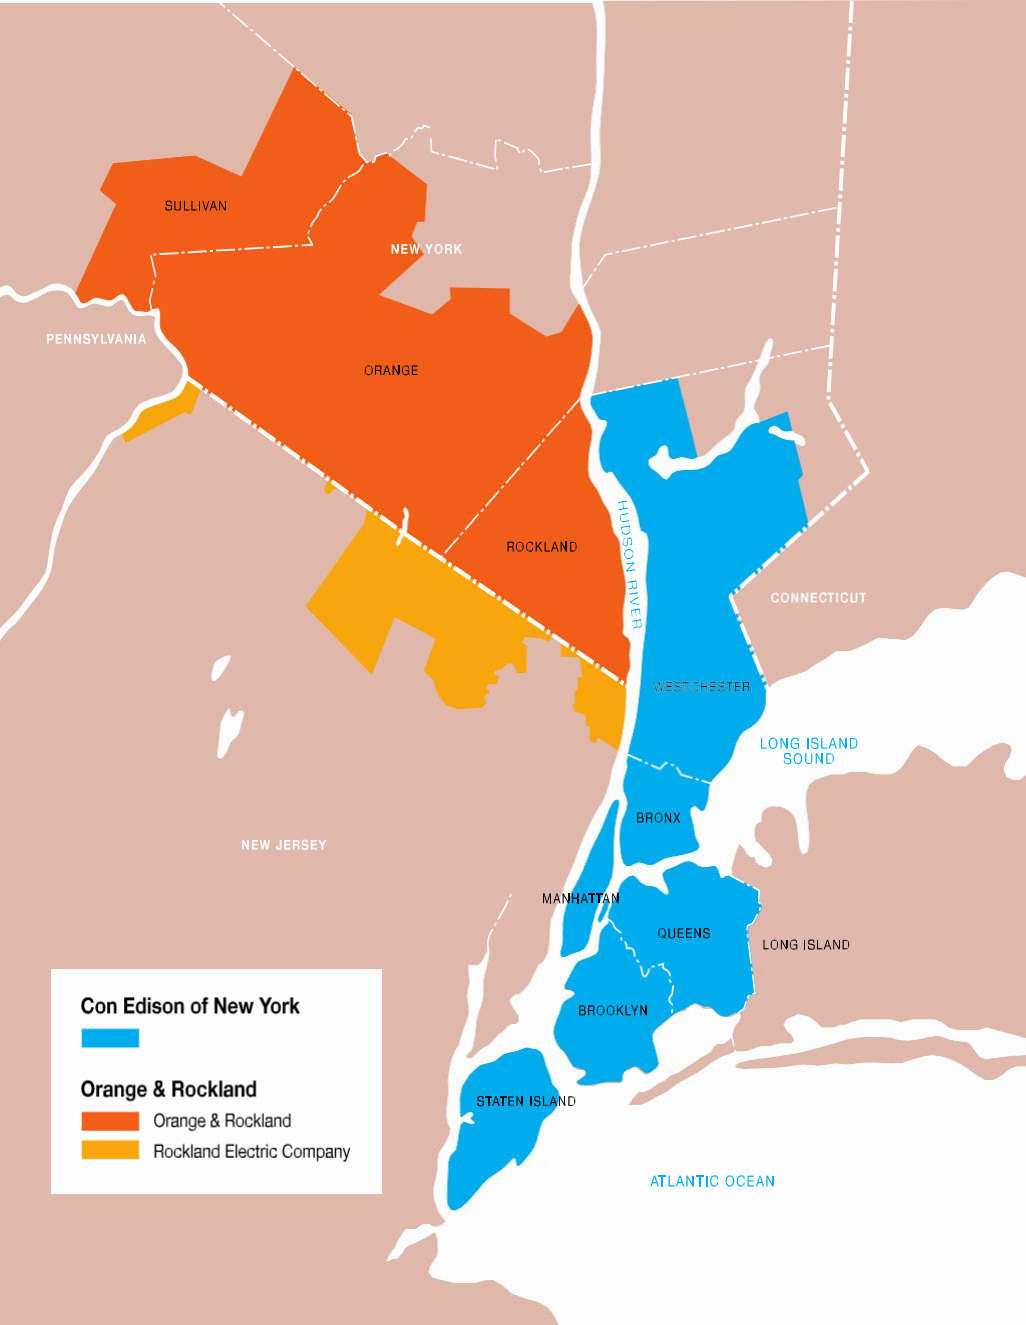 SULLIVAN
NEW YORK
PENNSYLVANIA
ORANGE
HUDSON RIVER
ROCKLAND
CONNECTICUT
WESTCHESTER
LONG ISLAND
SOUND
BRONX
NEW JERSEY
MANHATTAN
QUEENS
LONG ISLAND
BROOKLYN
STATEN ISLAND
ATLANTIC OCEAN
Con Edison of New York
Orange & Rockland
Orange & Rockland
Rockland Electric Company